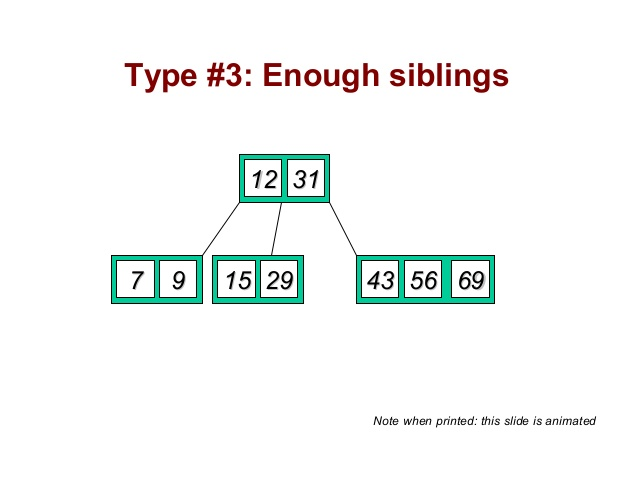 Type #3: Enough siblings
12 31
7 9 15 29 43 56 69
Note when printed: this slide is animated